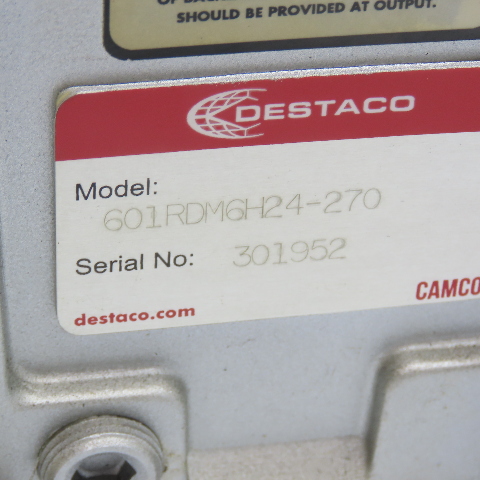 SHOULD BE PROVIDED AT OUTPUT.
DESTACO
Model:
601RDM6H24-270
Serial No: 301952
CAMCO
destaco.com